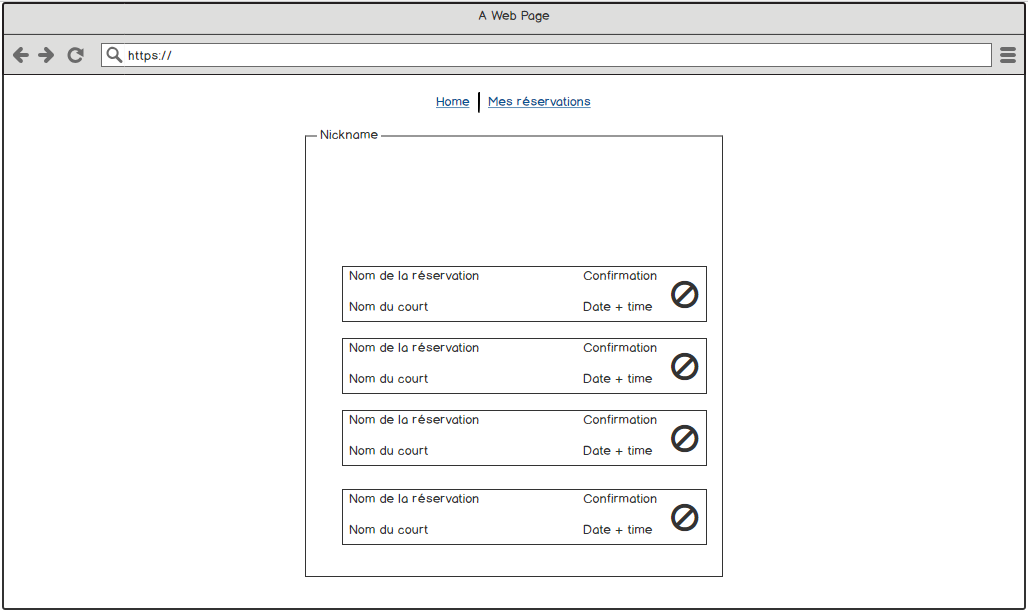 A Web Page
https://
Home | Mes réservations
Nickname
Nom de la réservation Confirmation
Nom du court Date + time
Nom de la réservation Confirmation
Nom du court Date + time
Nom de la réservation Confirmation
Nom du court Date + time
Nom de la réservation Confirmation
Nom du court Date + time